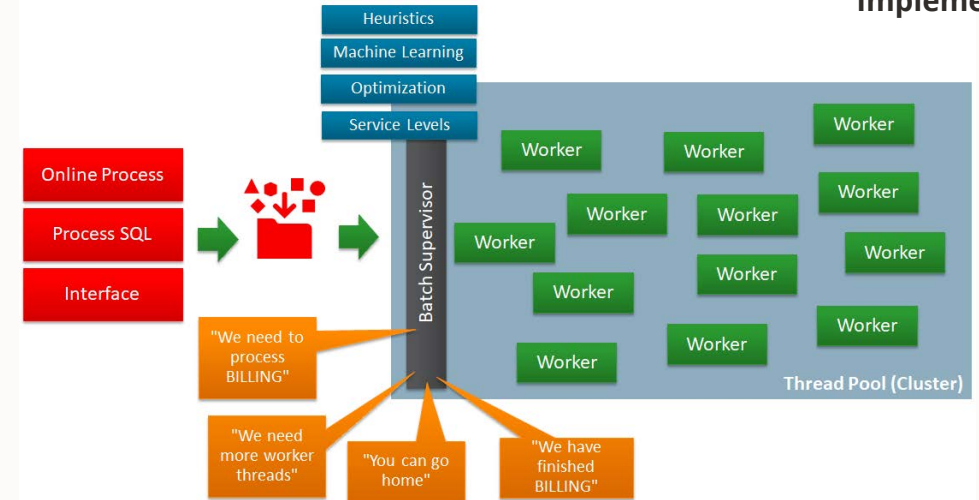 Heuristics
Machine Learning
Optimization
Service Levels
Online Process
Process SQL
Interface
Batch Supervisor
Worker
Worker
Worker
Worker
Worker
Worker
Worker
Worker
Worker
Worker
Worker
Worker
Worker
Thread Pool (Cluster)
"We need to
process
BILLING"
"We need
more worker
threads"
"You can go
home"
"We have
finished
BILLING"